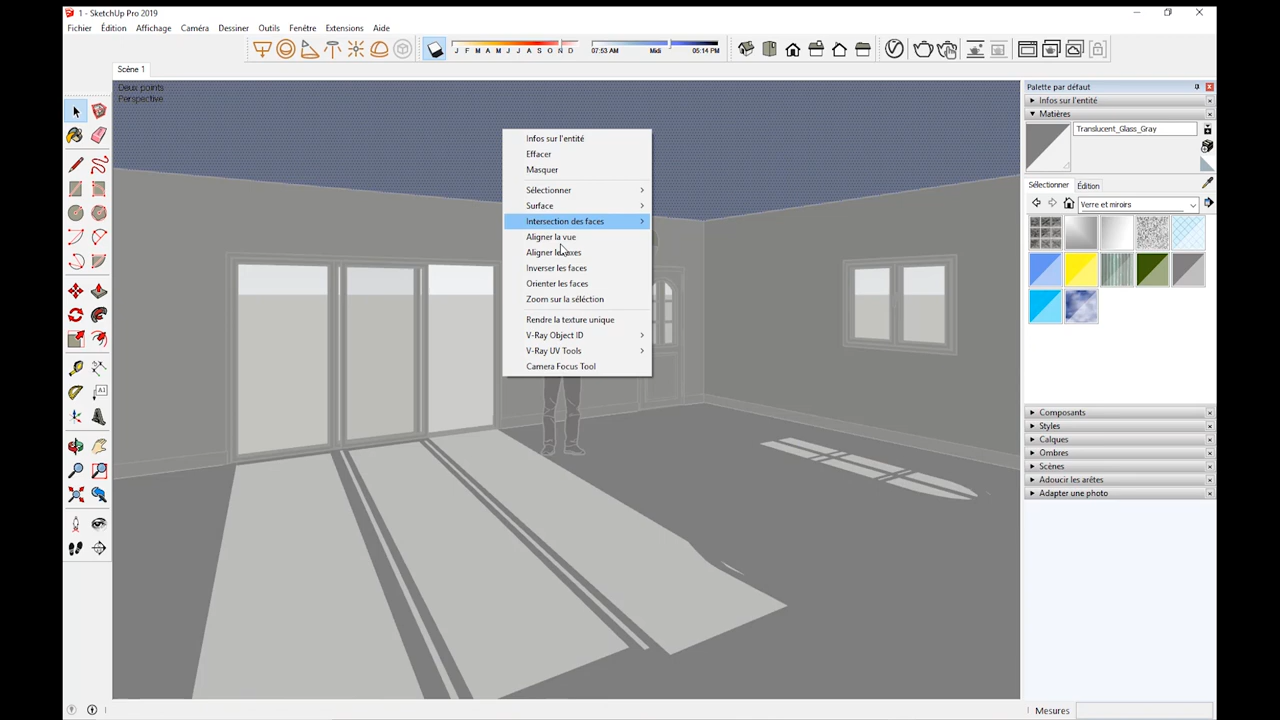 1 - SketchUp Pro 2019
Fichier Édition Affichage Caméra Dessiner Outils Fenêtre Extensions Aide
J F M A M J J A S O N D 07:53 AM Midi 05:14 PM
Scène 1
Deux points
Perspective
Infos sur l'entité
Effacer
Masquer
Sélectionner
Surface
Intersection des faces
Aligner la vue
Aligner les axes
Inverser les faces
Orienter les faces
Zoom sur la séléction
Rendre la texture unique
V-Ray Object ID
V-Ray UV Tools
Camera Focus Tool
Palette par défaut
Infos sur l'entité
Matières
Translucent_Glass_Gray
Sélectionner Édition
Verre et miroirs
Composants
Styles
Calques
Ombres
Scènes
Adoucir les arêtes
Adapter une photo
Mesures